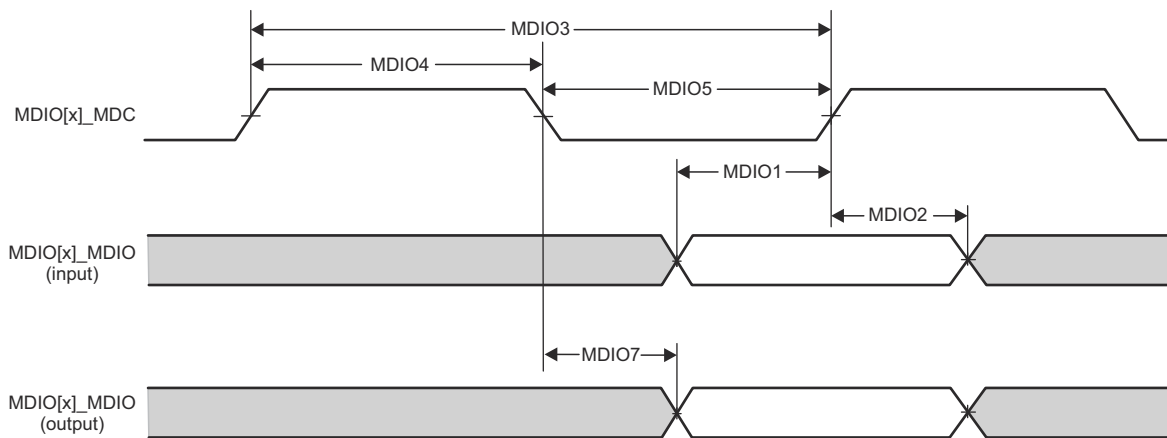 MDIO3
MDIO4
MDIO5
MDIO[x]_MDC
MDIO1
MDIO2
MDIO[x]_MDIO
(input)
MDIO7
MDIO[x]_MDIO
(output)